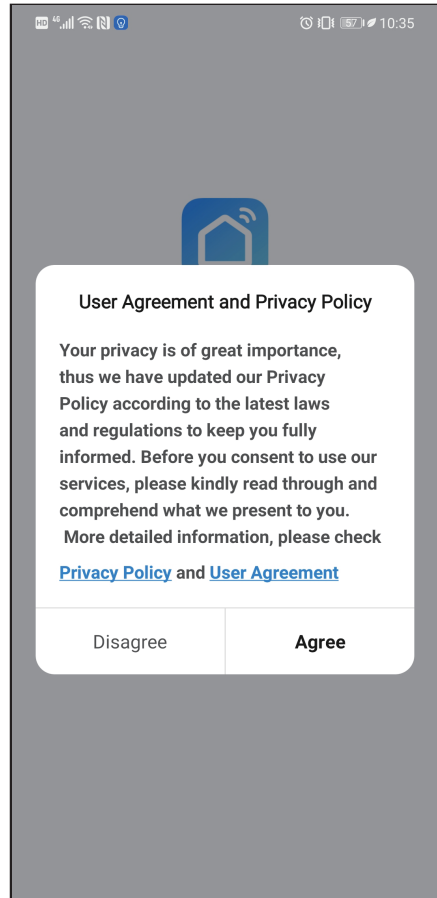 HD 4G 57 10:35
User Agreement and Privacy Policy
Your privacy is of great importance,
thus we have updated our Privacy
Policy according to the latest laws
and regulations to keep you fully
informed. Before you consent to use our
services, please kindly read through and
comprehend what we present to you.
More detailed information, please check
Privacy Policy and User Agreement
Disagree Agree